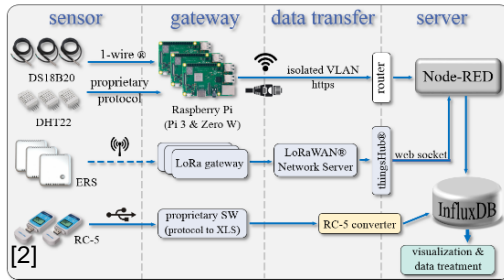 sensor
gateway
data transfer
server
1-wire ®
DS18B20
proprietary
protocol
DHT22
Raspberry Pi
(Pi 3 & Zero W)
isolated VLAN
https
router
Node-RED
ERS
LoRa gateway
LoRaWAN®
Network Server
thingsHub®
web socket
InfluxDB
RC-5
proprietary SW
(protocol to XLS)
RC-5 converter
visualization &
data treatment
[2]